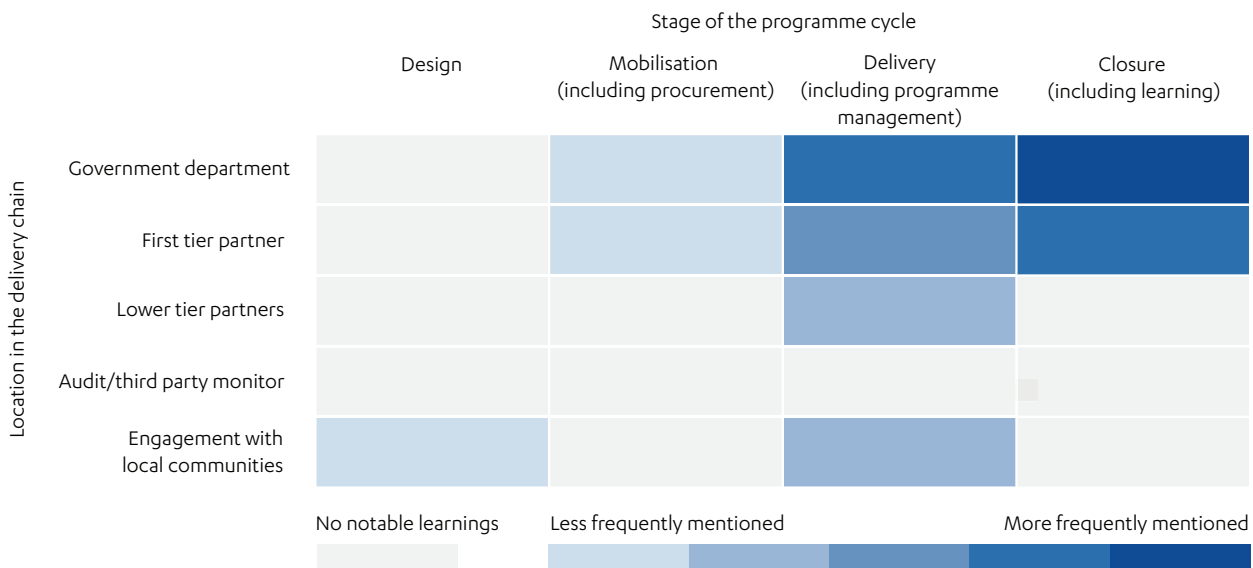 Stage of the programme cycle
Design
Mobilisation
(including procurement)
Delivery
(including programme
management)
Closure
(including learning)
Location in the delivery chain
Government department
First tier partner
Lower tier partners
Audit/third party monitor
Engagement with
local communities
No notable learnings
Less frequently mentioned
More frequently mentioned